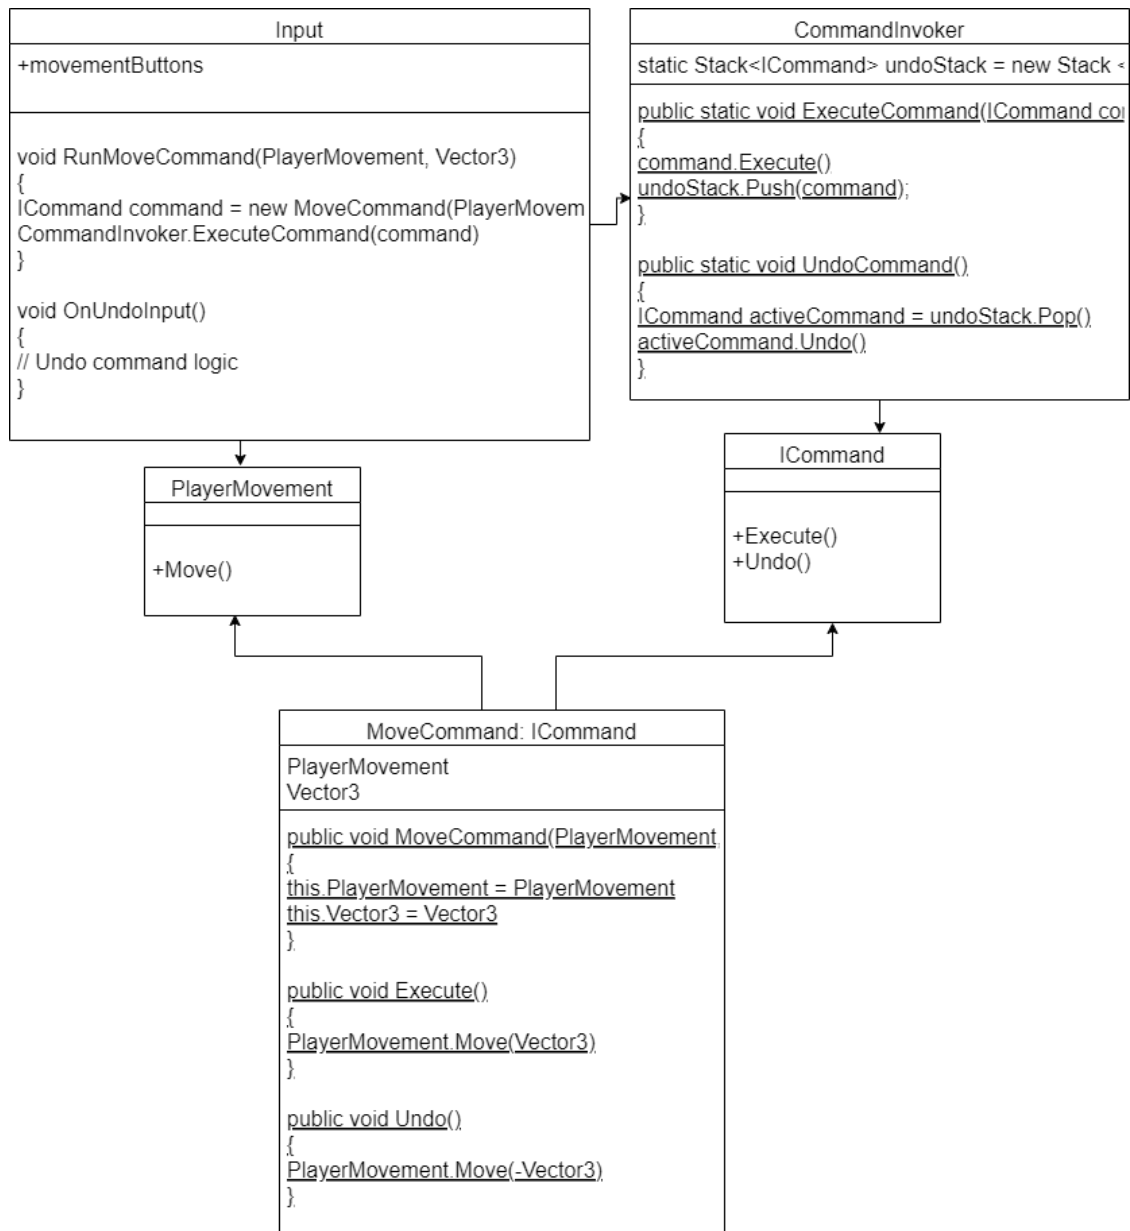 Input
+movementButtons
void RunMoveCommand(PlayerMovement, Vector3)
{
ICommand command = new MoveCommand(PlayerMovem
CommandInvoker.ExecuteCommand(command)
}
void OnUndoInput()
{
// Undo command logic
}
CommandInvoker
static Stack<ICommand> undoStack = new Stack <
public static void ExecuteCommand(ICommand co
{
command.Execute()
undoStack.Push(command);
}
public static void UndoCommand()
{
ICommand activeCommand = undoStack.Pop()
activeCommand.Undo()
}
PlayerMovement
+Move()
ICommand
+Execute()
+Undo()
MoveCommand: ICommand
PlayerMovement
Vector3
public void MoveCommand(PlayerMovement,
{
this.PlayerMovement = PlayerMovement
this.Vector3 = Vector3
}
public void Execute()
{
PlayerMovement.Move(Vector3)
}
public void Undo()
{
PlayerMovement.Move(-Vector3)
}